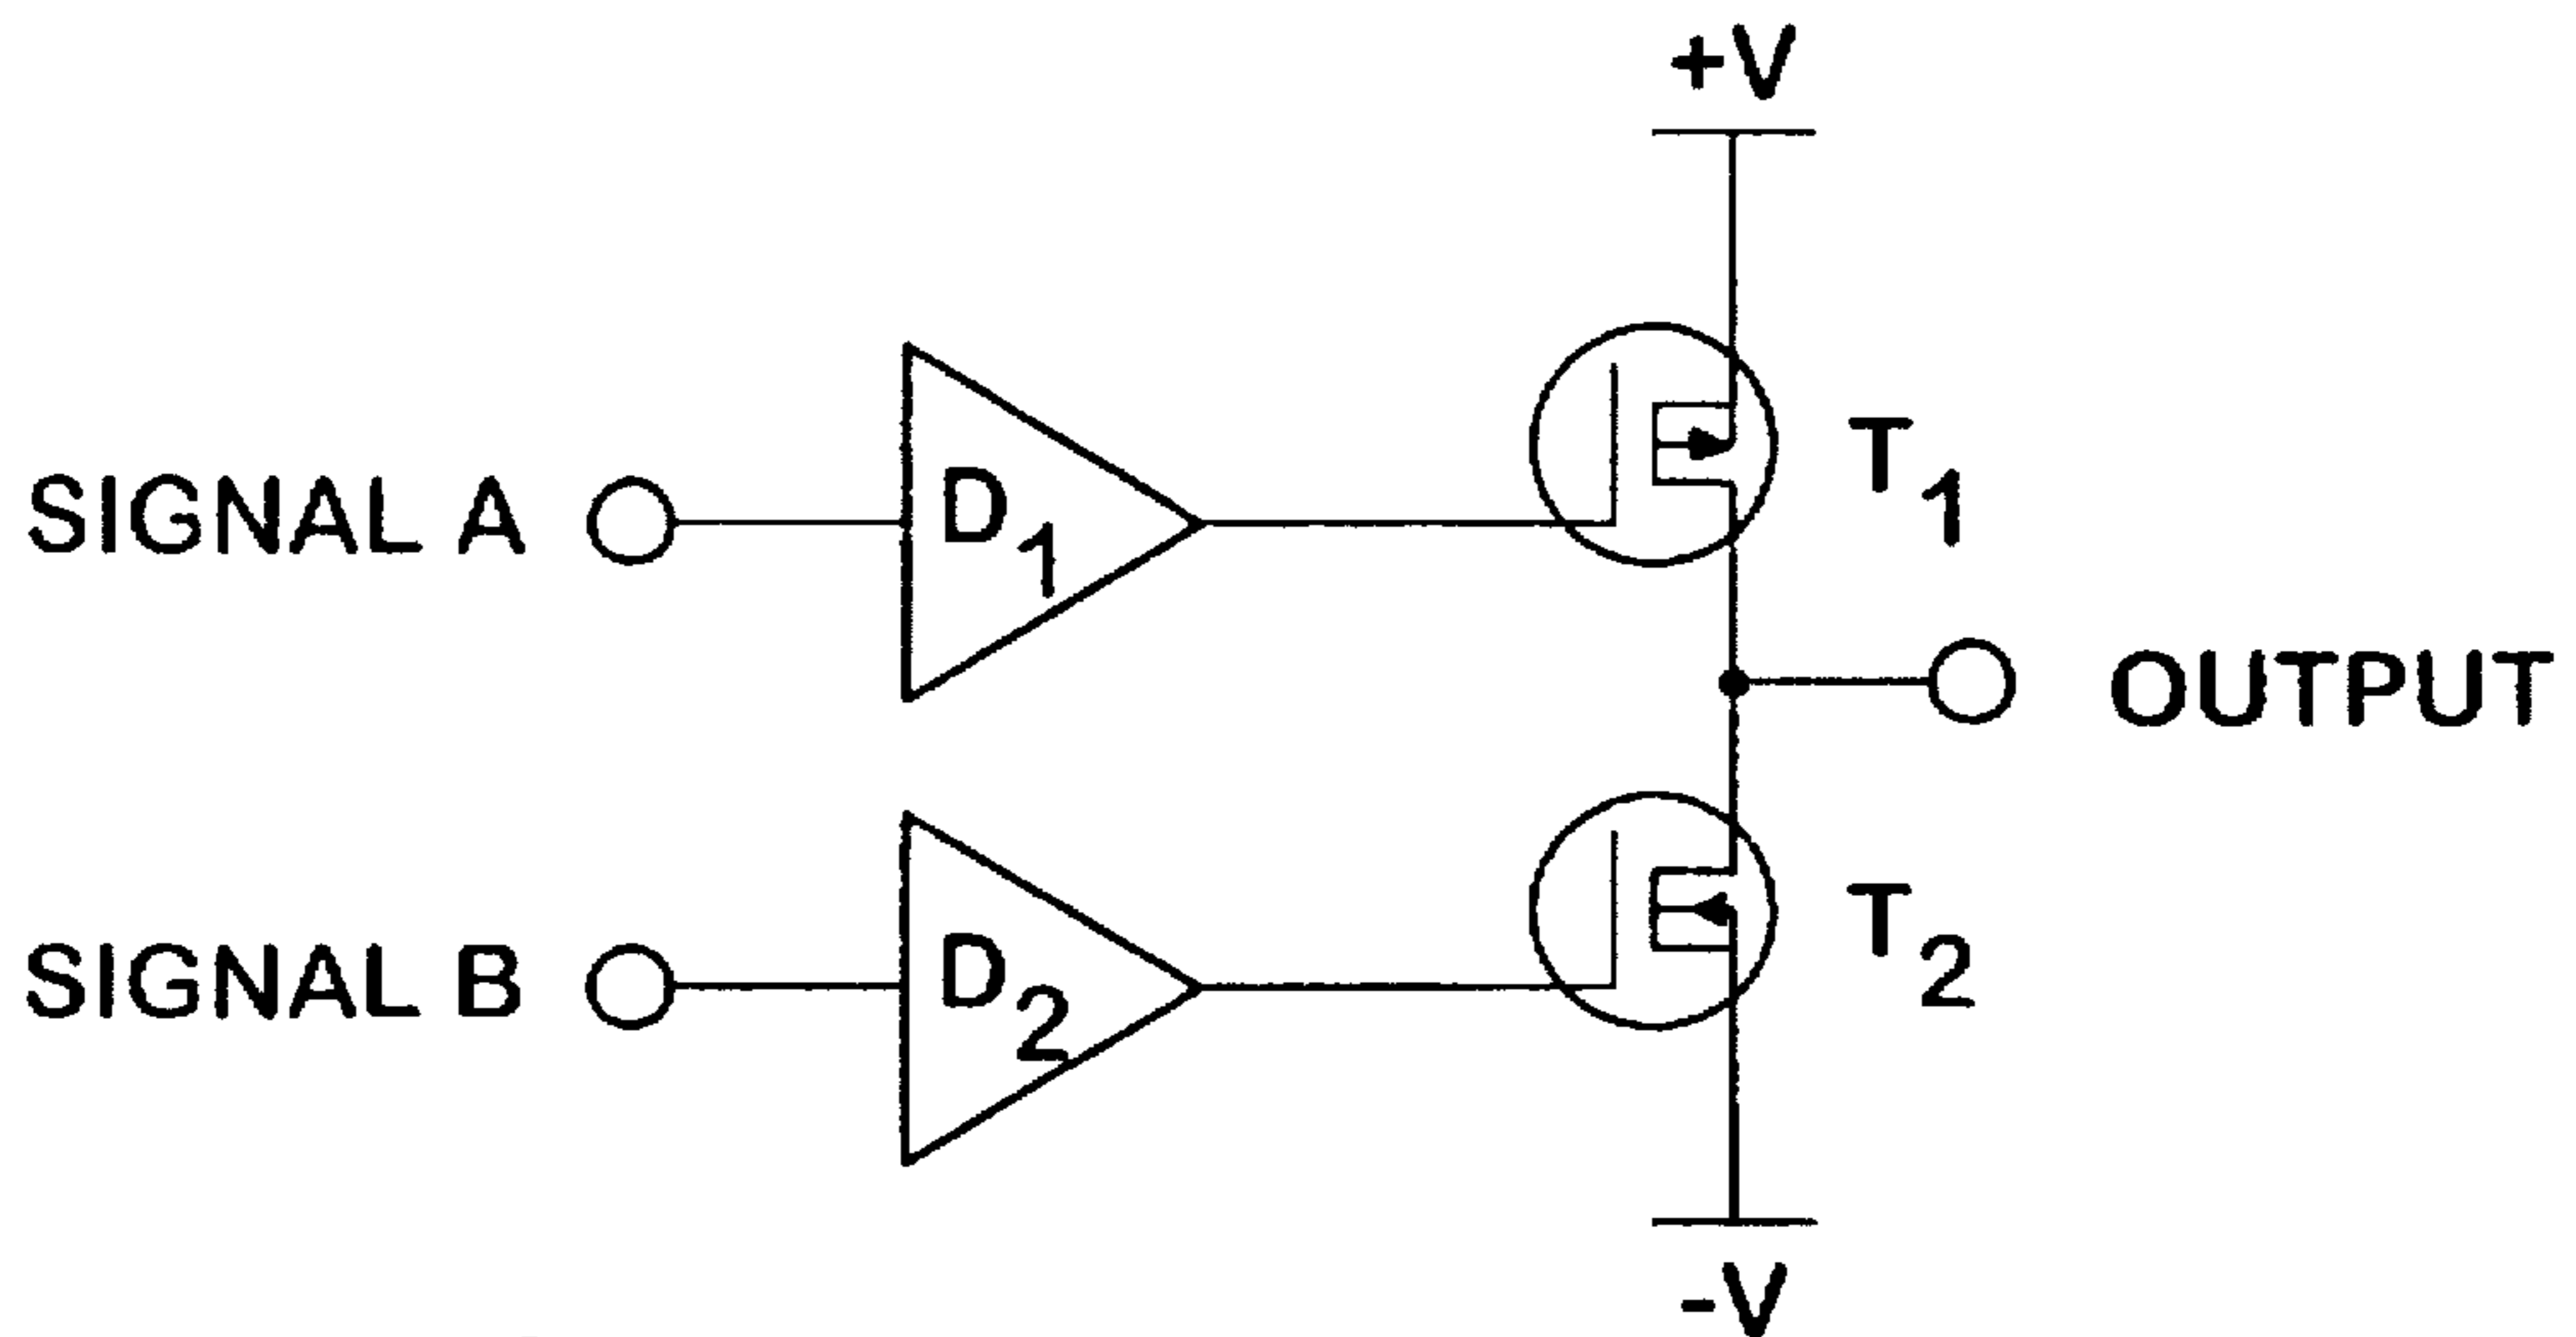 +V
SIGNAL A D1 T1
OUTPUT
SIGNAL B D2 T2
-V